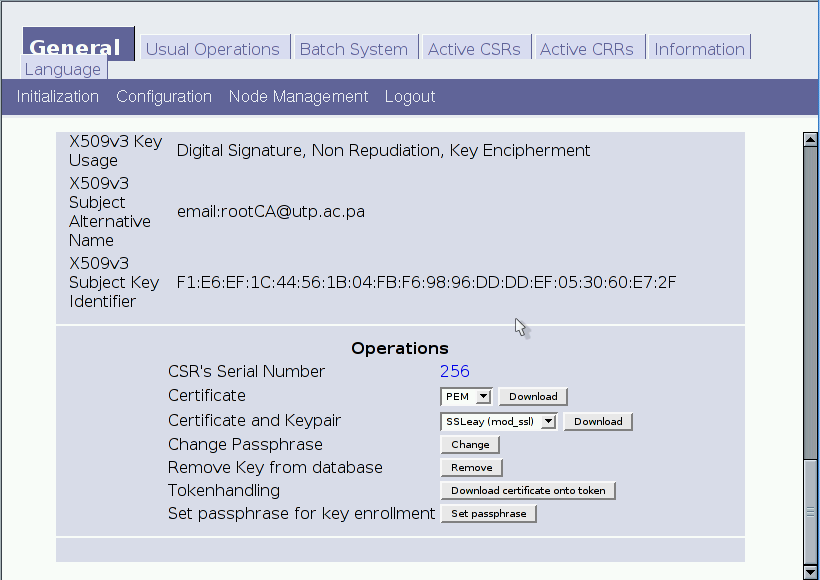 General Usual Operations Batch System Active CSRs Active CRRs Information
Language
Initialization Configuration Node Management Logout
X509v3 Key
Usage
Digital Signature, Non Repudiation, Key Encipherment
X509v3
Subject
Alternative
Name
email:rootCA@utp.ac.pa
X509v3
Subject Key
Identifier
F1:E6:EF:1C:44:56:1B:04:FB:F6:98:96:DD:DD:EF:05:30:60:E7:2F
Operations
CSR's Serial Number 256
Certificate PEM Download
Certificate and Keypair SSLeay (mod_ssl) Download
Change Passphrase Change
Remove Key from database Remove
Tokenhandling Download certificate onto token
Set passphrase for key enrollment Set passphrase